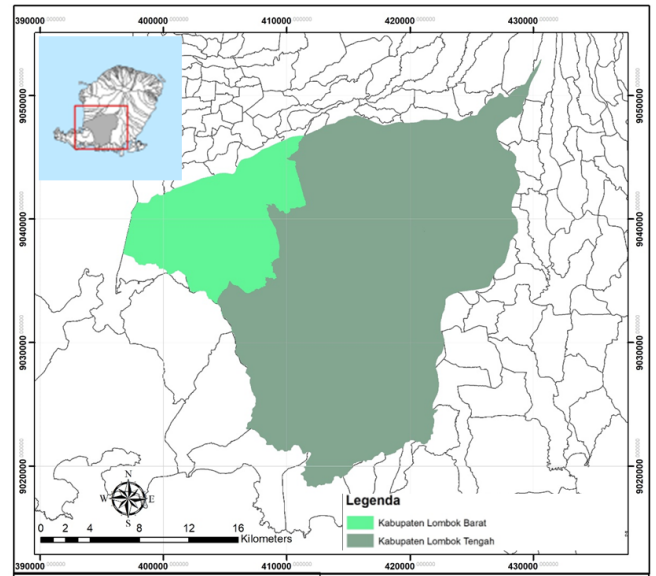 390000 400000 410000 420000 430000
9050000 9050000
9040000 9040000
9030000 9030000
9020000 9020000
N
W E
S
0 2 4 8 12 16
Kilometers
Legenda
Kabupaten Lombok Barat
Kabupaten Lombok Tengah
390000 400000 410000 420000 430000